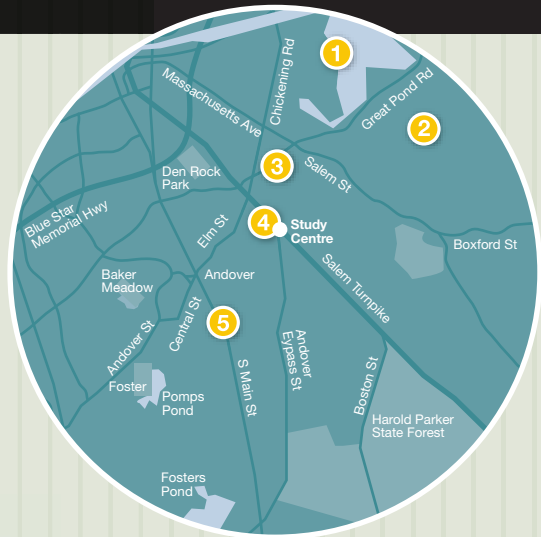 1
Chickening Rd
Massachusetts Ave
Great Pond Rd
2
3
Salem St
Den Rock
Park
4
Study
Centre
Blue Star
Memorial Hwy
Elm St
Boxford St
Salem Turnpike
Baker
Meadow
Andover
Central St
5
Andover St
Andover
Eypass St
S Main St
Boston St
Foster
Pomps
Pond
Harold Parker
State Forest
Fosters
Pond